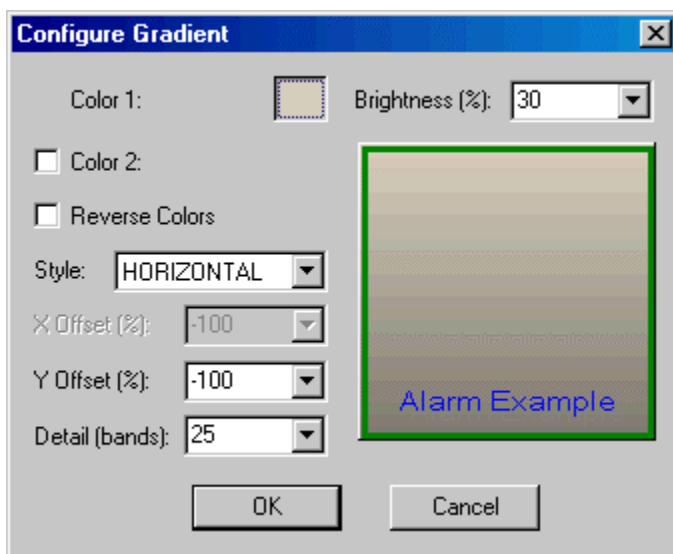 Configure Gradient
Color 1:
Brightness (%): 30
Color 2:
Reverse Colors
Style: HORIZONTAL
X Offset (%): -100
Y Offset (%): -100
Detail (bands): 25
Alarm Example
OK Cancel